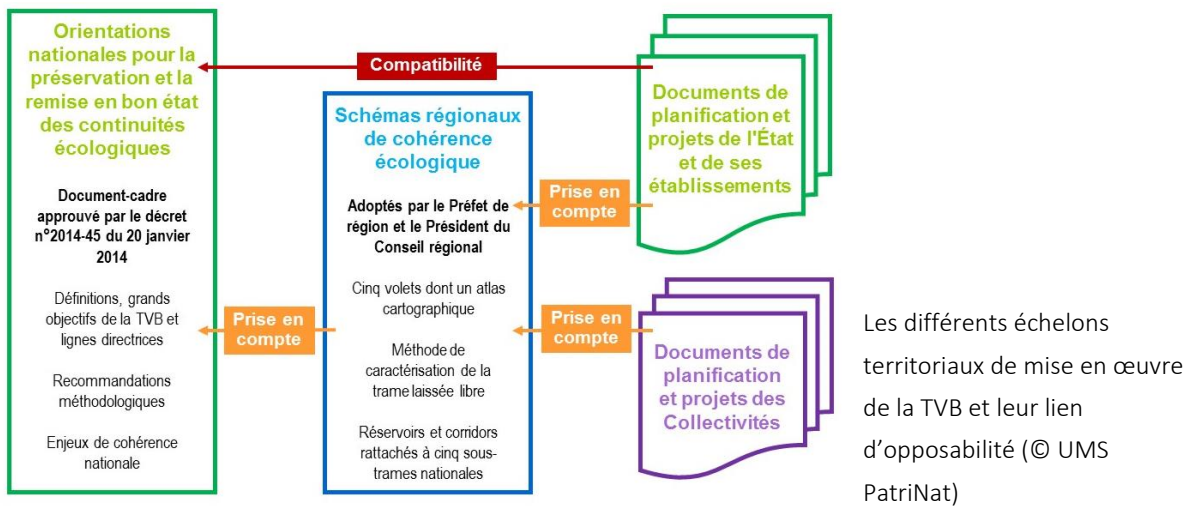 Orientations
nationales pour la
préservation et la
remise en bon état
des continuités
écologiques
Document-cadre
approuvé par le décret
n°2014-45 du 20 janvier
2014
Définitions, grands
objectifs de la TVB et
lignes directrices
Recommandations
méthodologiques
Enjeux de cohérence
nationale
Compatibilité
Prise en
compte
Schémas régionaux
de cohérence
écologique
Adoptés par le Préfet de
région et le Président du
Conseil régional
Cinq volets dont un atlas
cartographique
Méthode de
caractérisation de la
trame laissée libre
Réservoirs et corridors
rattachés à cinq sous-
trames nationales
Prise en
compte
Prise en
compte
Documents de
planification et
projets de l'État
et de ses
établissements
Documents de
planification
et projets des
Collectivités
Les différents échelons
territoriaux de mise en œuvre
de la TVB et leur lien
d’opposabilité (© UMS
PatriNat)